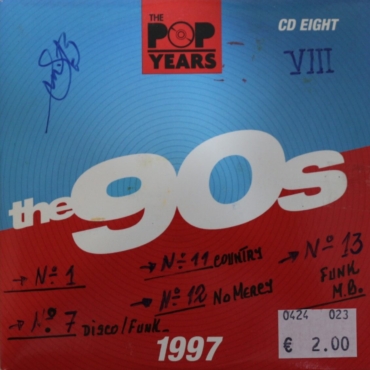 THE
POP
YEARS
CD EIGHT
VIII
the 90s
→ Nº 1
→ Nº 11 COUNTRY
→ Nº 13
FUNK
M.B.
→ Nº 12 NO MERCY
→ Nº 7 DISCO/FUNK
0424 023
€ 2.00
1997